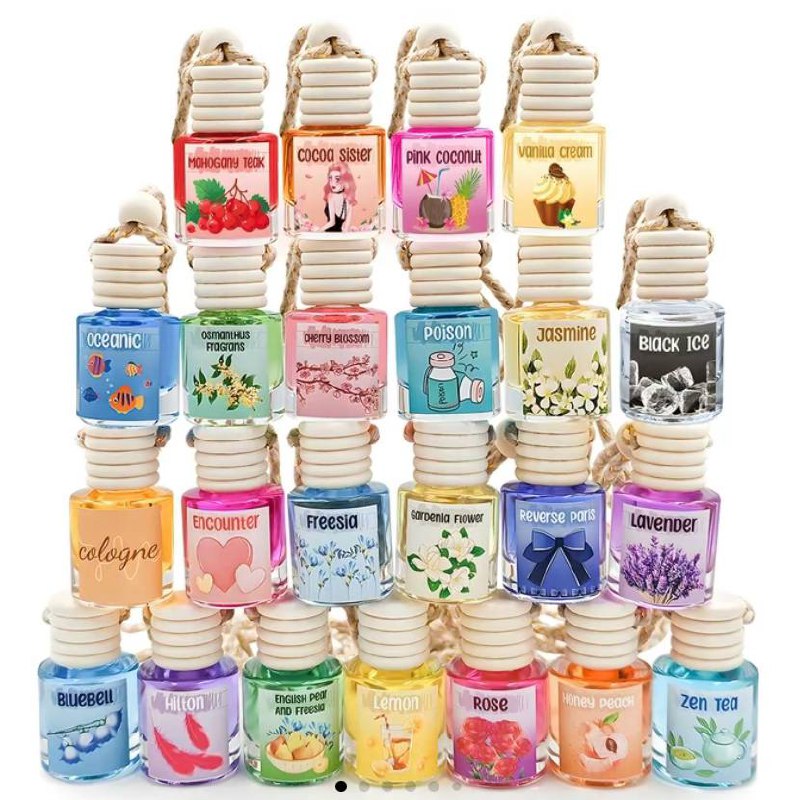 Mahogany Teak
Cocoa Sister
Pink Coconut
Vanilla Cream
Oceanic
Osmanthus
Fragrans
Cherry Blossom
Poison
Poison
Jasmine
Black Ice
cologne
Encounter
Freesia
Gardenia Flower
Reverse Paris
Lavender
Bluebell
Hilton
English Pear
and Freesia
Lemon
Rose
Honey Peach
Zen Tea